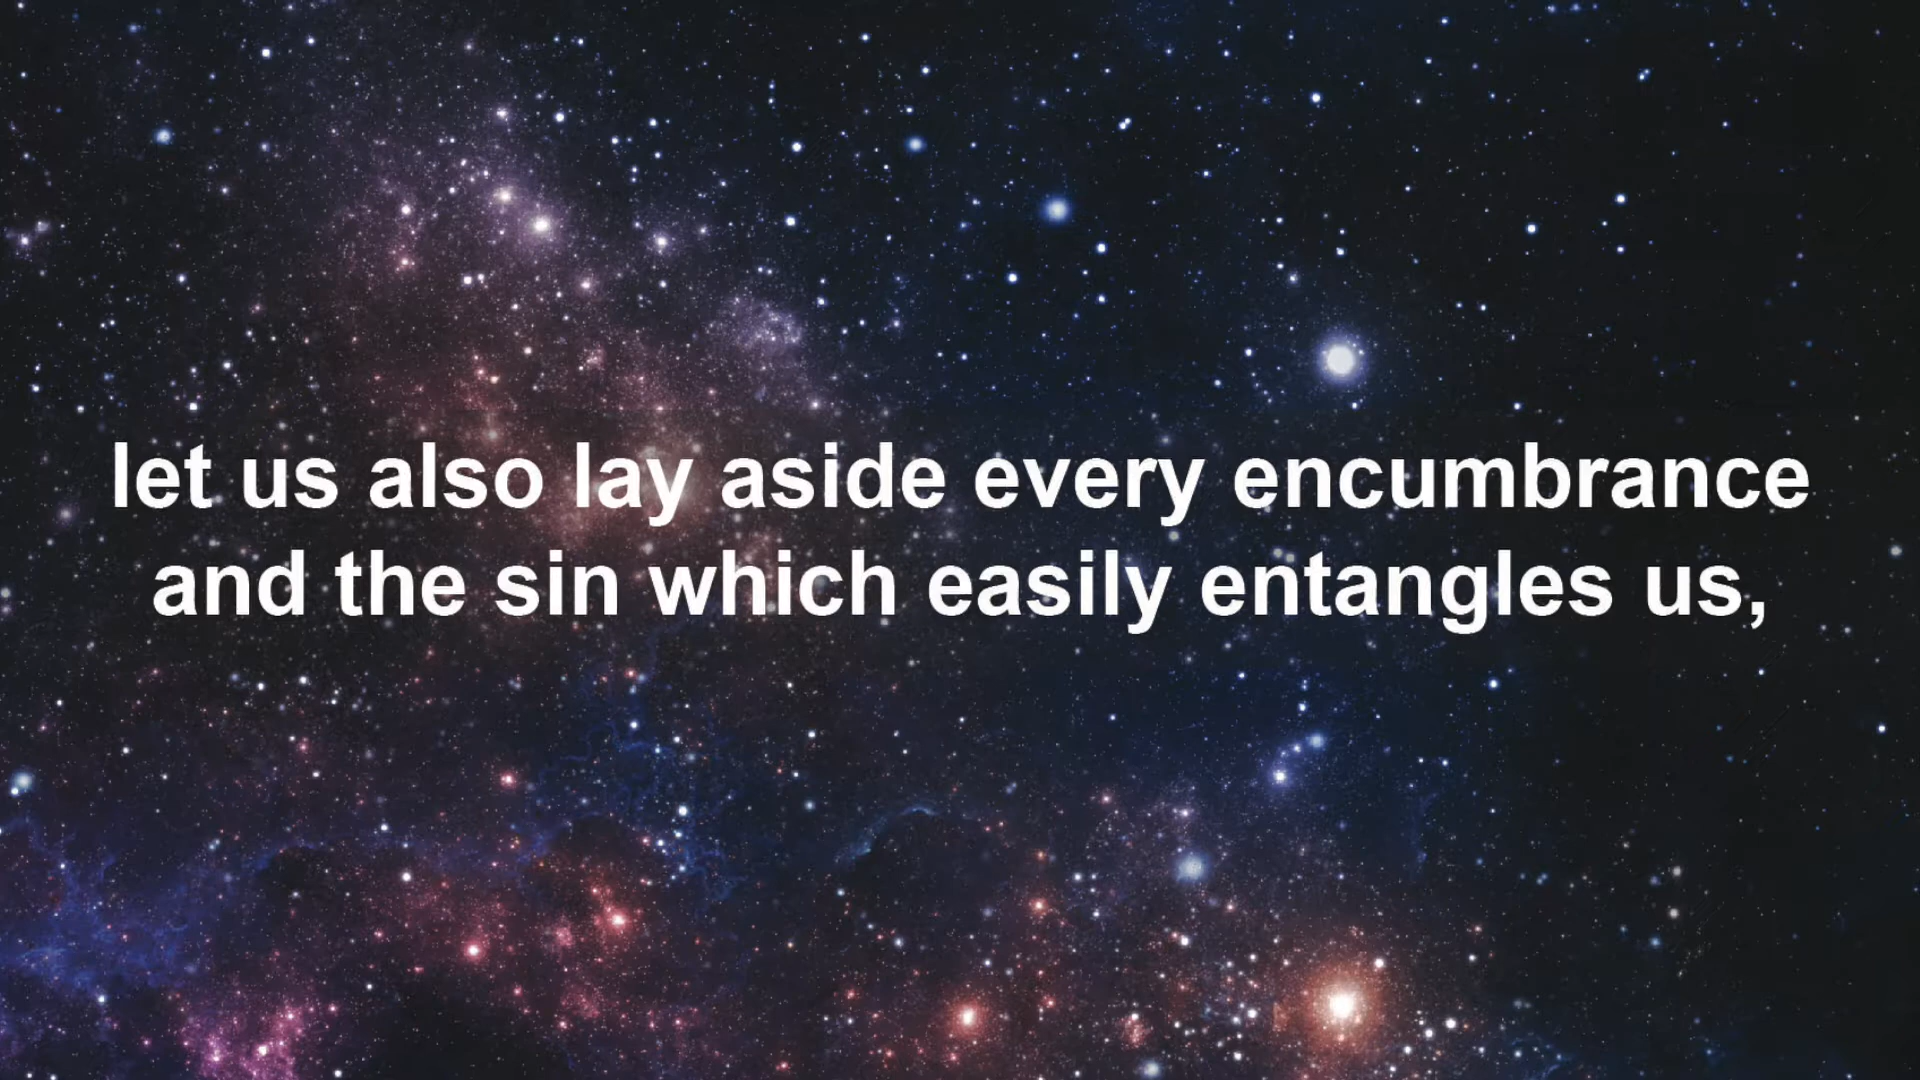 let us also lay aside every encumbrance
and the sin which easily entangles us,